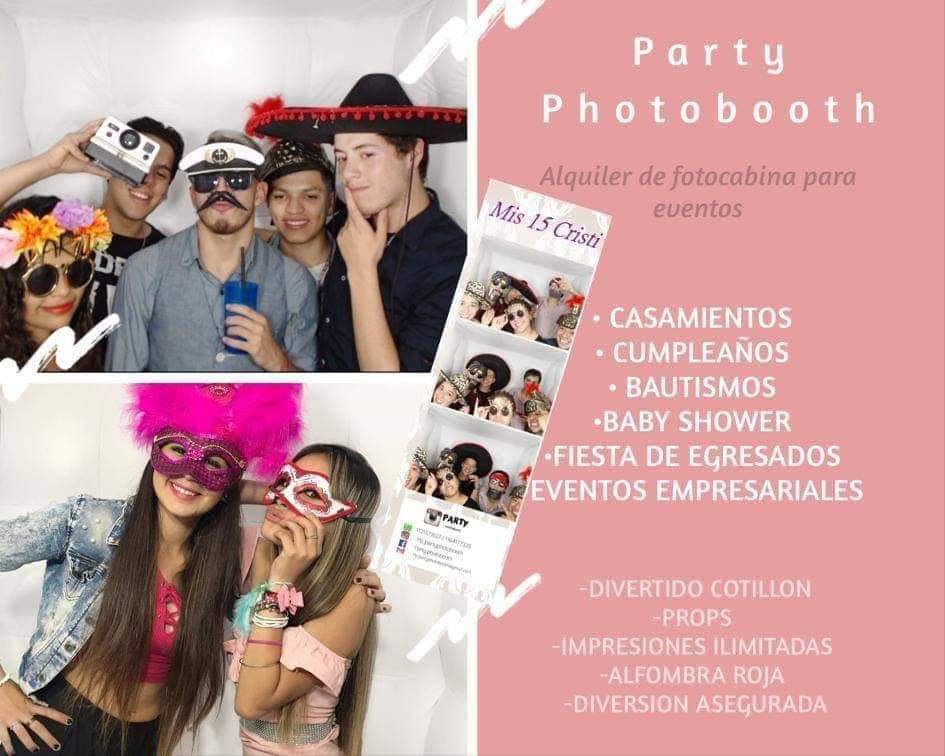 Party
Photobooth
Alquiler de fotocabina para
eventos
Mis 15 Cristi
• CASAMIENTOS
• CUMPLEAÑOS
• BAUTISMOS
•BABY SHOWER
•FIESTA DE EGRESADOS
EVENTOS EMPRESARIALES
PARTY
-DIVERTIDO COTILLON
-PROPS
-IMPRESIONES ILIMITADAS
-ALFOMBRA ROJA
-DIVERSION ASEGURADA